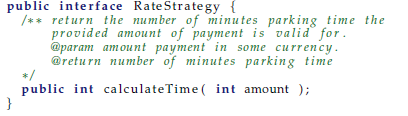 public interface RateStrategy {
/** return the number of minutes parking time the
provided amount of payment is valid for.
@param amount payment in some currency.
@return number of minutes parking time
*/
public int calculateTime( int amount );
}